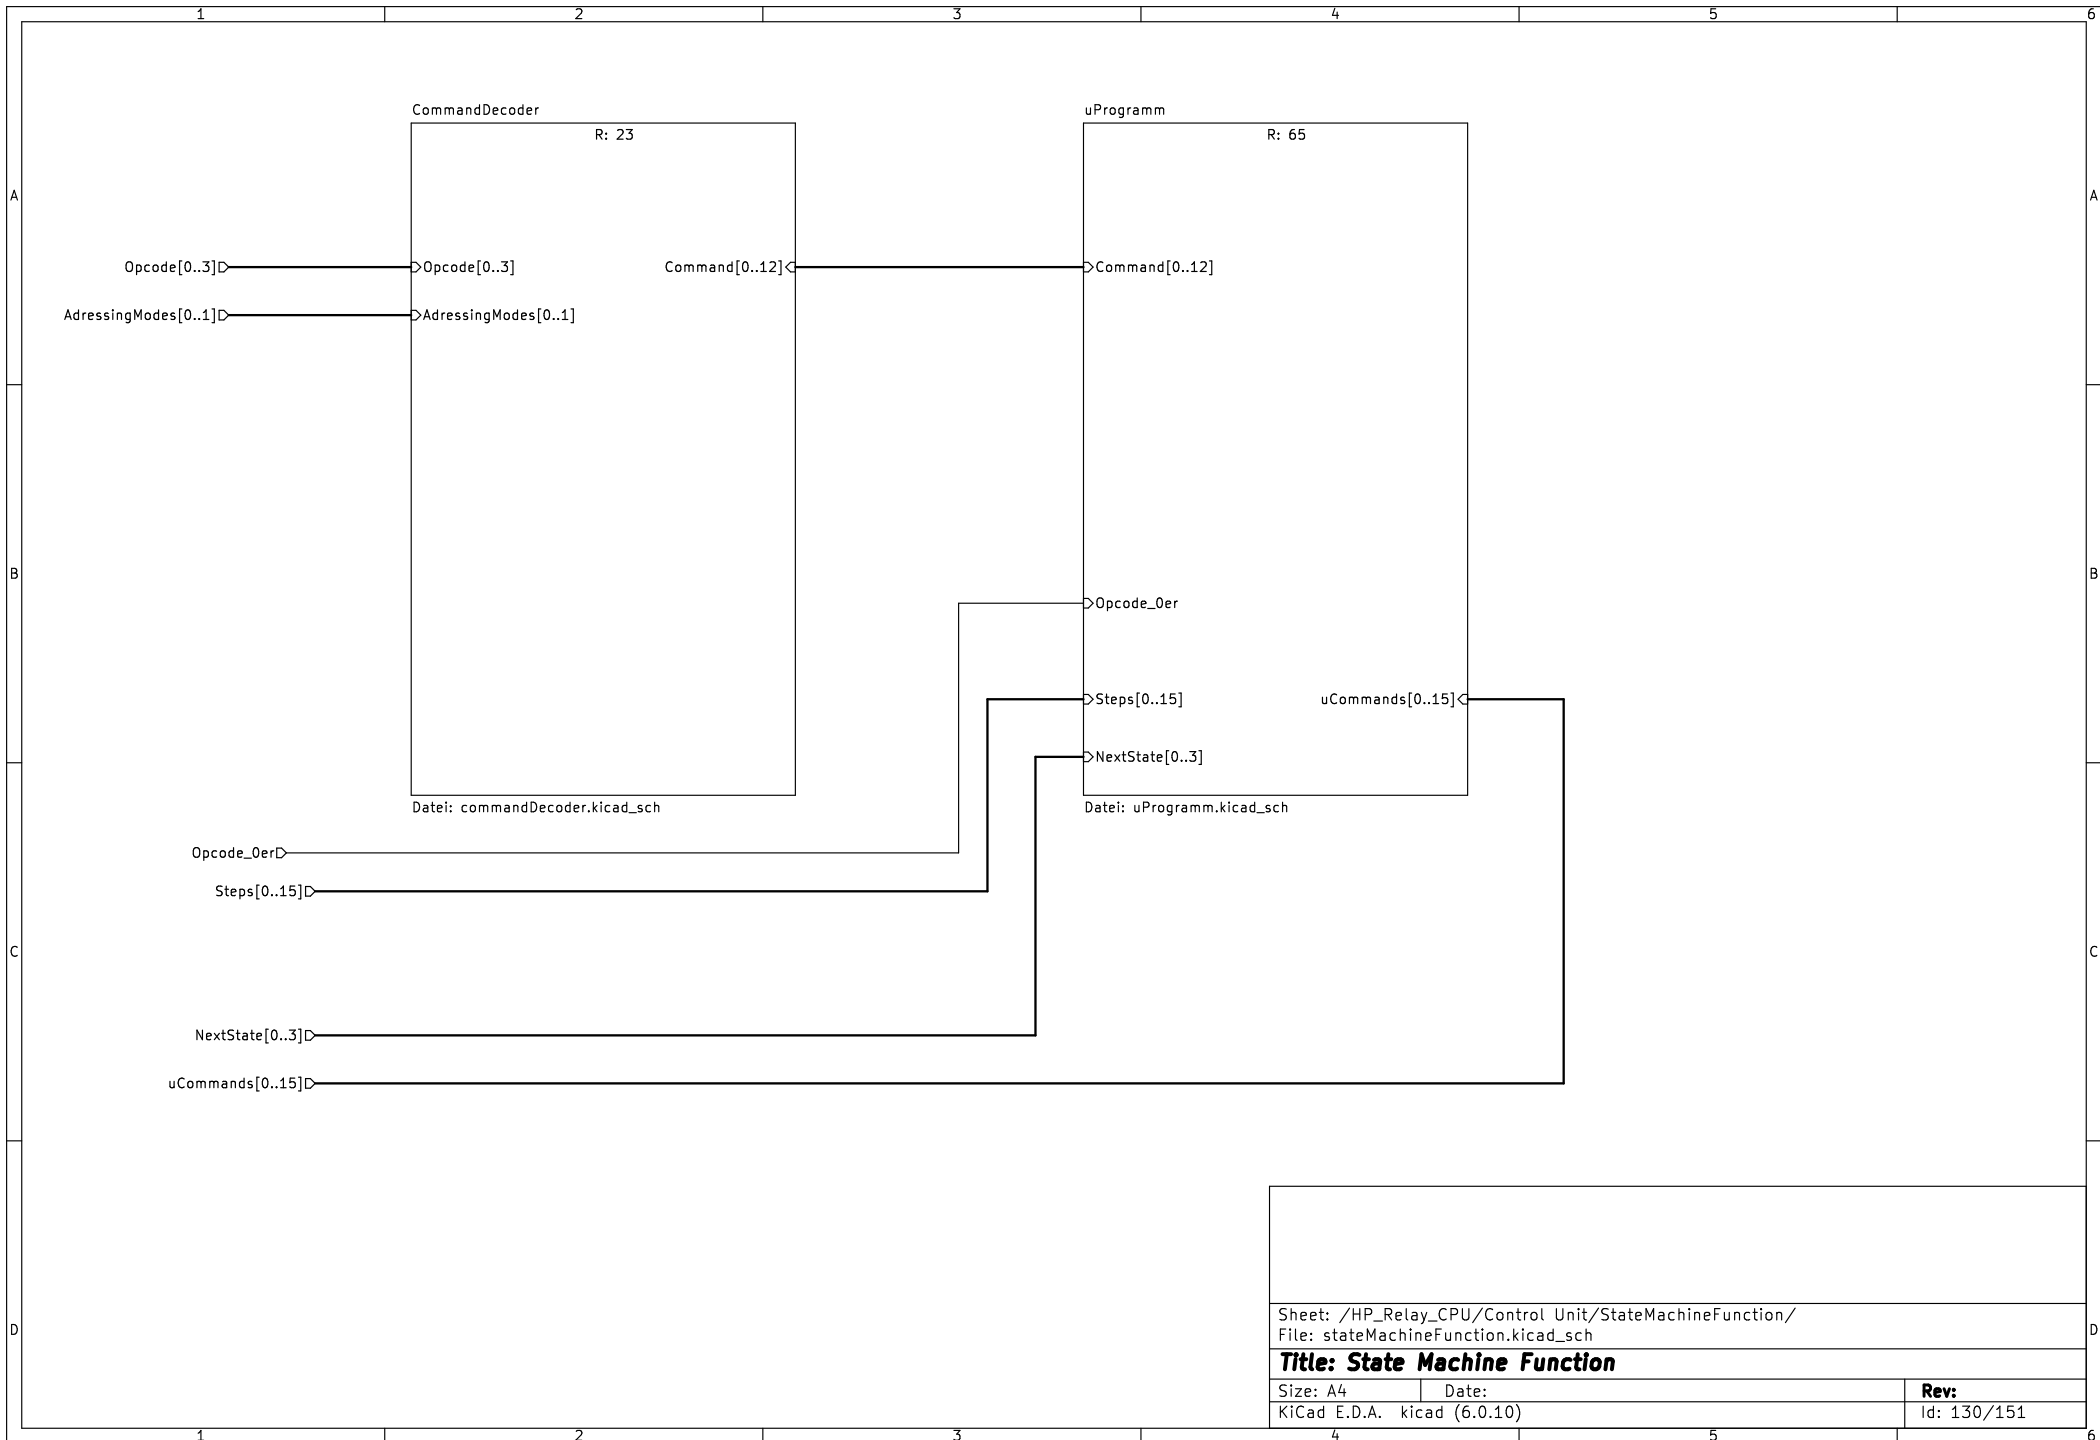 1 2 3 4 5 6
CommandDecoder
uProgramm
R: 23
R: 65
A A
Opcode[0..3]
Opcode[0..3]
Command[0..12]
Command[0..12]
AdressingModes[0..1]
AdressingModes[0..1]
B B
Opcode_0er
Steps[0..15]
uCommands[0..15]
NextState[0..3]
Datei: commandDecoder.kicad_sch
Datei: uProgramm.kicad_sch
Opcode_0er
Steps[0..15]
C C
NextState[0..3]
uCommands[0..15]
Sheet: /HP_Relay_CPU/Control Unit/StateMachineFunction/
D D
File: stateMachineFunction.kicad_sch
Title: State Machine Function
Size: A4
Date:
Rev:
KiCad E.D.A. kicad (6.0.10)
Id: 130/151
1 2 3 4 5 6